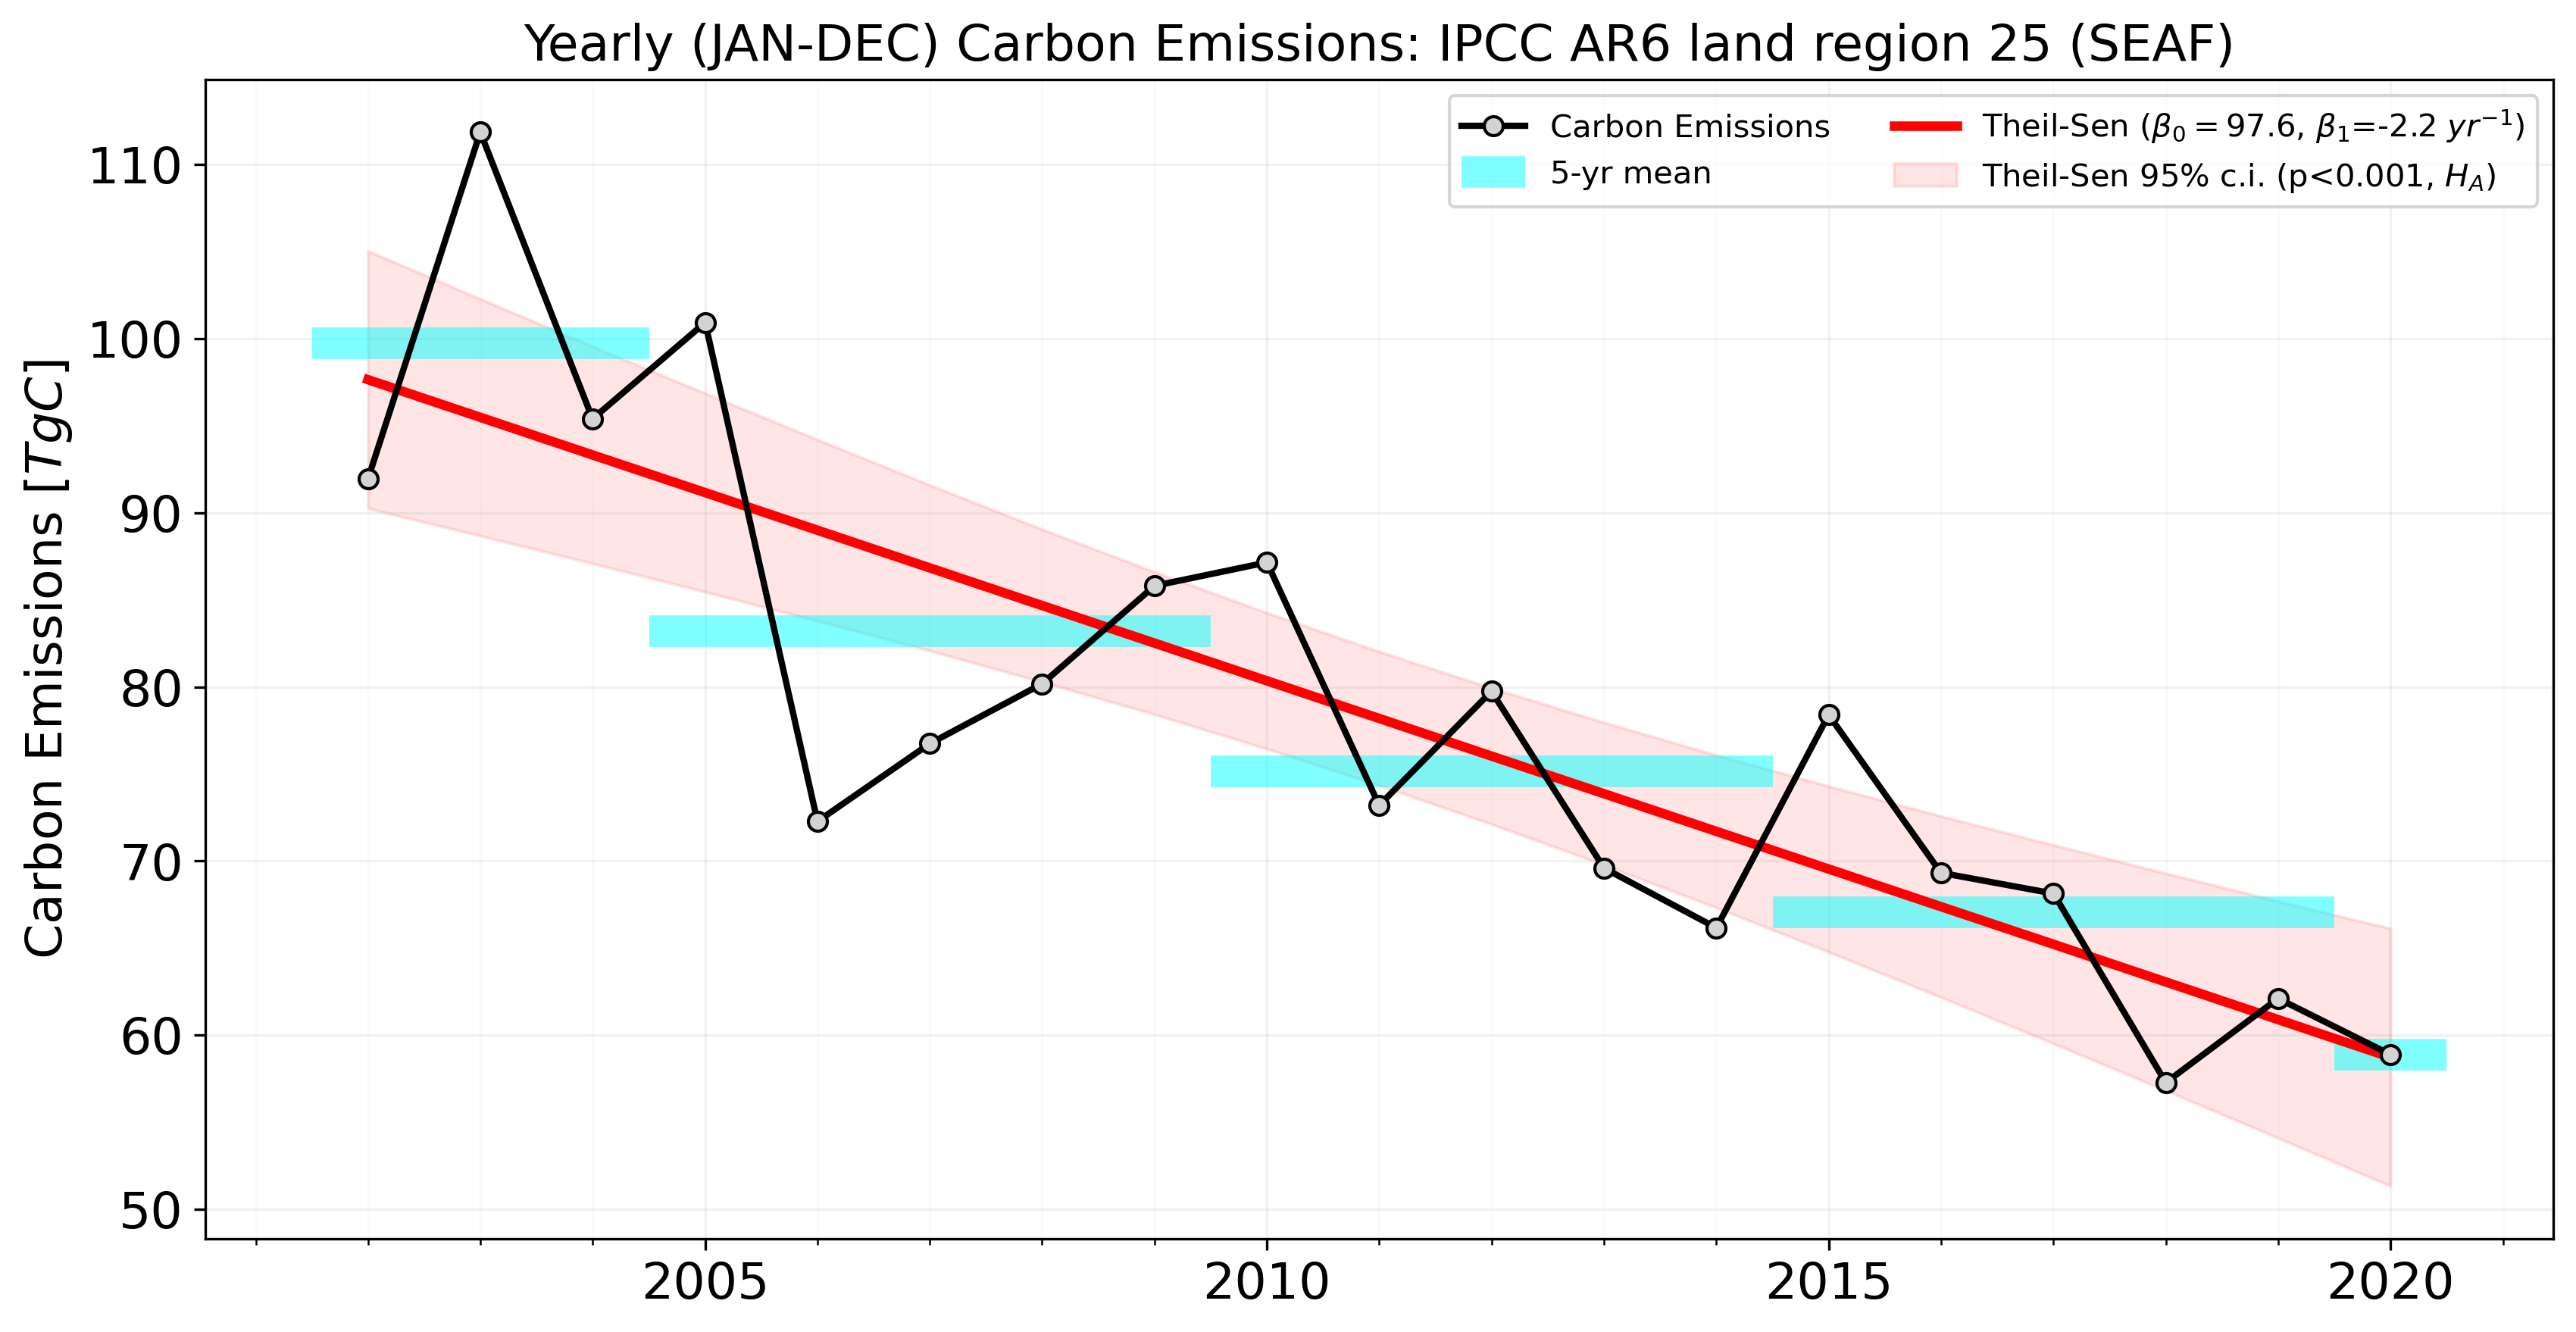 Yearly (JAN-DEC) Carbon Emissions: IPCC AR6 land region 25 (SEAF)
Carbon Emissions
5-yr mean
Theil-Sen (β₀ = 97.6, β₁=-2.2 yr⁻¹)
Theil-Sen 95% c.i. (p<0.001, H_A)
Carbon Emissions [TgC]
110
100
90
80
70
60
50
2005 2010 2015 2020